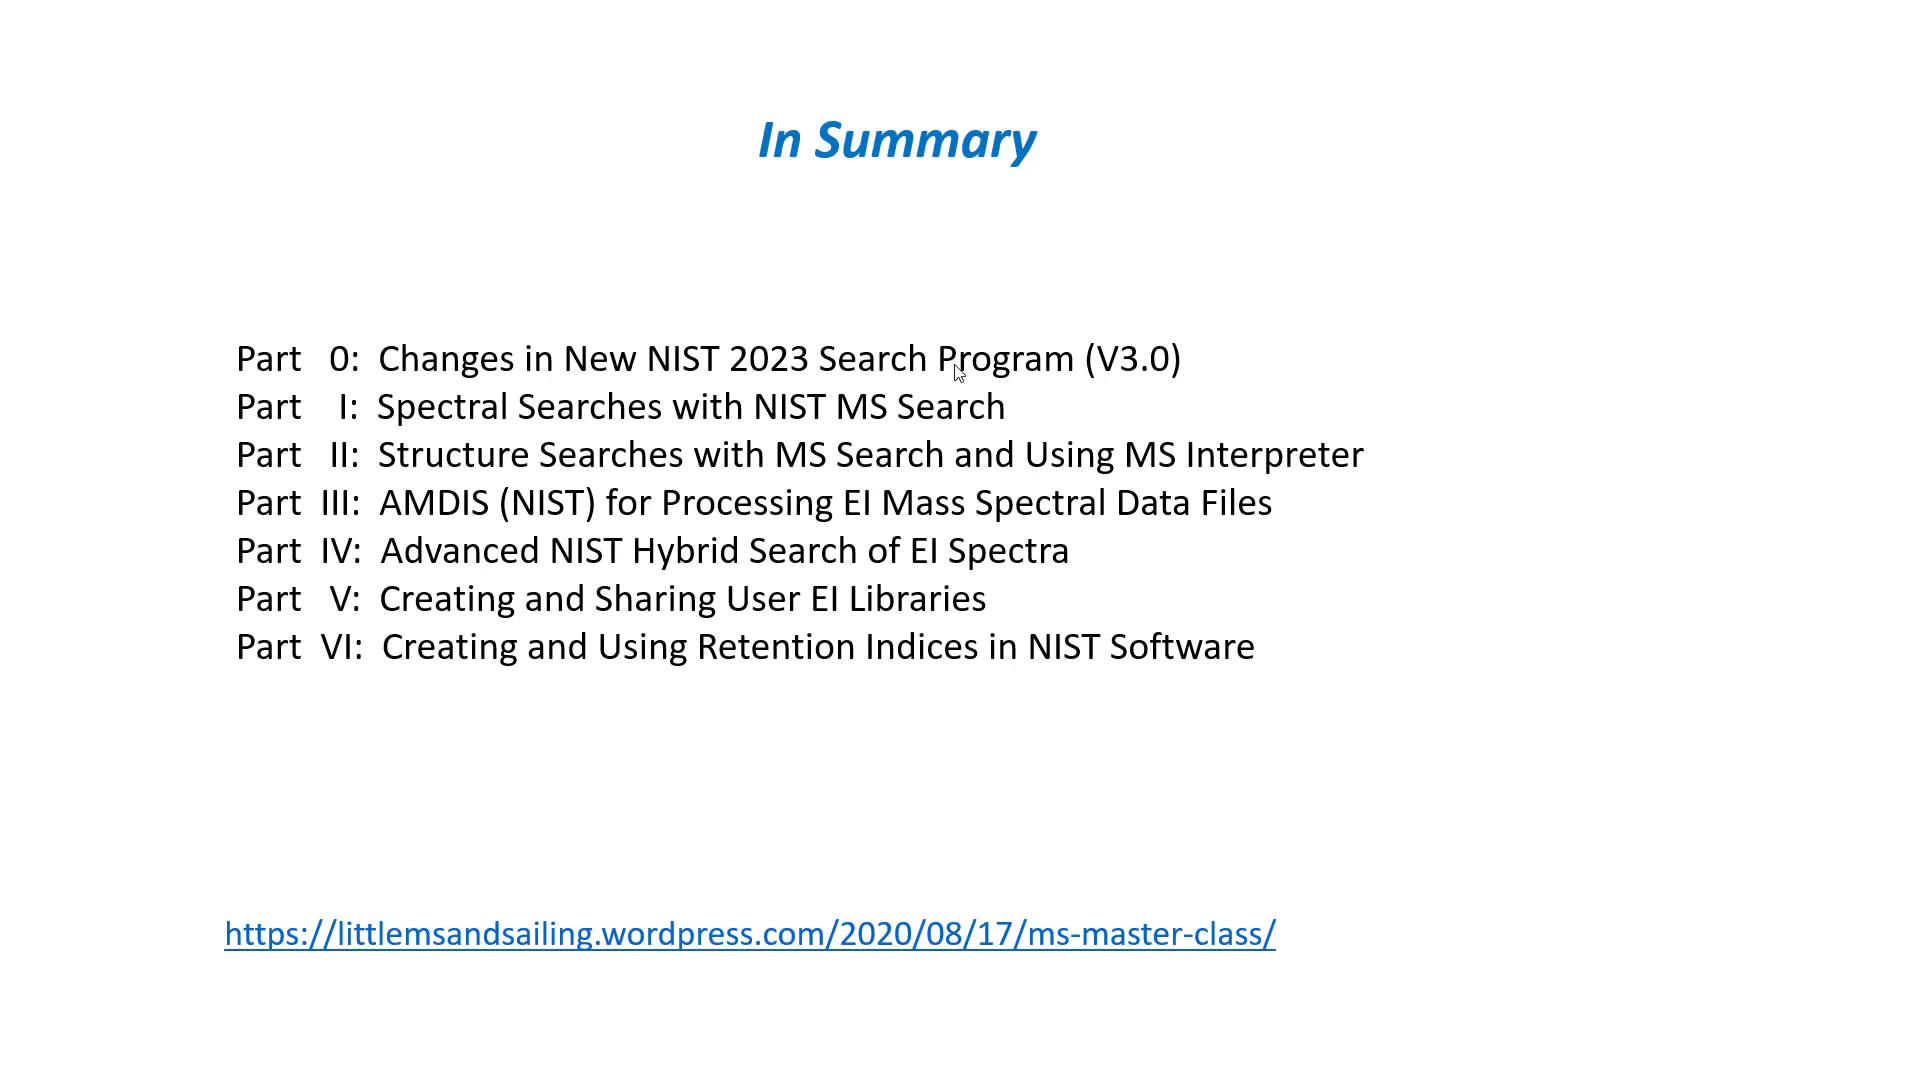 In Summary
Part 0: Changes in New NIST 2023 Search Program (V3.0)
Part I: Spectral Searches with NIST MS Search
Part II: Structure Searches with MS Search and Using MS Interpreter
Part III: AMDIS (NIST) for Processing EI Mass Spectral Data Files
Part IV: Advanced NIST Hybrid Search of EI Spectra
Part V: Creating and Sharing User EI Libraries
Part VI: Creating and Using Retention Indices in NIST Software
https://littlemsandsailing.wordpress.com/2020/08/17/ms-master-class/